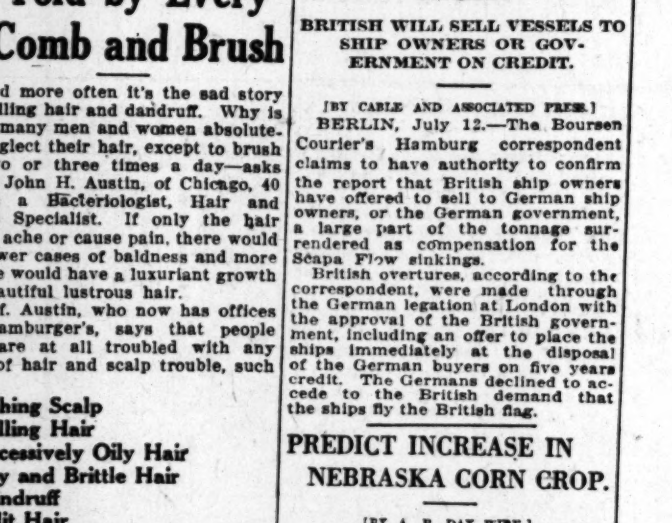 Told by Every
Comb and Brush
d more often it's the sad story
lling hair and dandruff. Why is
many men and women absolute-
glect their hair, except to brush
o or three times a day—asks
John H. Austin, of Chicago, 40
a Bacteriologist, Hair and
Specialist. If only the hair
ache or cause pain, there would
wer cases of baldness and more
e would have a luxuriant growth
autiful lustrous hair.
f. Austin, who now has offices
amburger's, says that people
are at all troubled with any
of hair and scalp trouble, such
hing Scalp
lling Hair
cessively Oily Hair
y and Brittle Hair
ndruff
lit Hair
BRITISH WILL SELL VESSELS TO
SHIP OWNERS OR GOV-
ERNMENT ON CREDIT.
[BY CABLE AND ASSOCIATED PRESS.]
BERLIN, July 12.—The Boursen
Courier's Hamburg correspondent
claims to have authority to confirm
the report that British ship owners
have offered to sell to German ship
owners, or the German government,
a large part of the tonnage sur-
rendered as compensation for the
Scapa Flow sinkings.
British overtures, according to the
correspondent, were made through
the German legation at London with
the approval of the British govern-
ment, including an offer to place the
ships immediately at the disposal
of the German buyers on five years
credit. The Germans declined to ac-
cede to the British demand that
the ships fly the British flag.
PREDICT INCREASE IN
NEBRASKA CORN CROP.